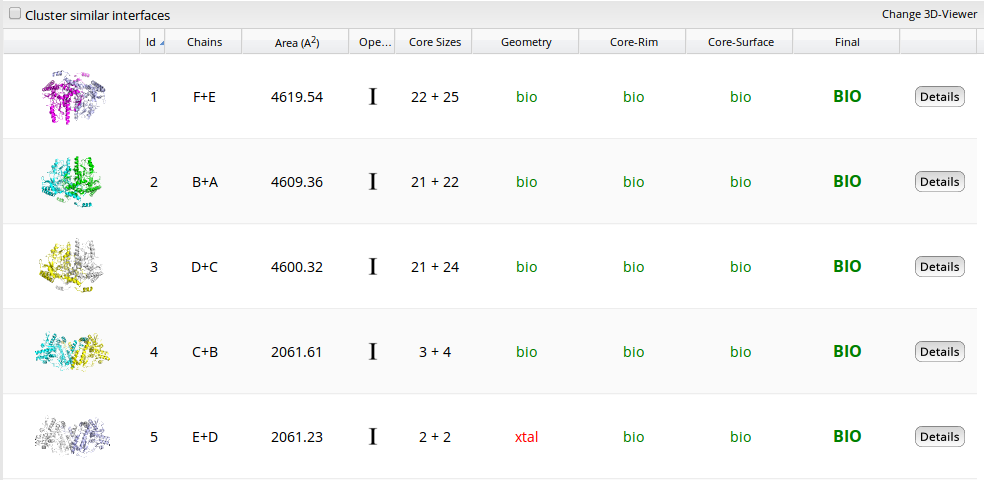 Cluster similar interfaces Change 3D-Viewer
Id Chains Area (Å²) Ope... Core Sizes Geometry Core-Rim Core-Surface Final
1 F+E 4619.54 I 22 + 25 bio bio bio BIO Details
2 B+A 4609.36 I 21 + 22 bio bio bio BIO Details
3 D+C 4600.32 I 21 + 24 bio bio bio BIO Details
4 C+B 2061.61 I 3 + 4 bio bio bio BIO Details
5 E+D 2061.23 I 2 + 2 xtal bio bio BIO Details